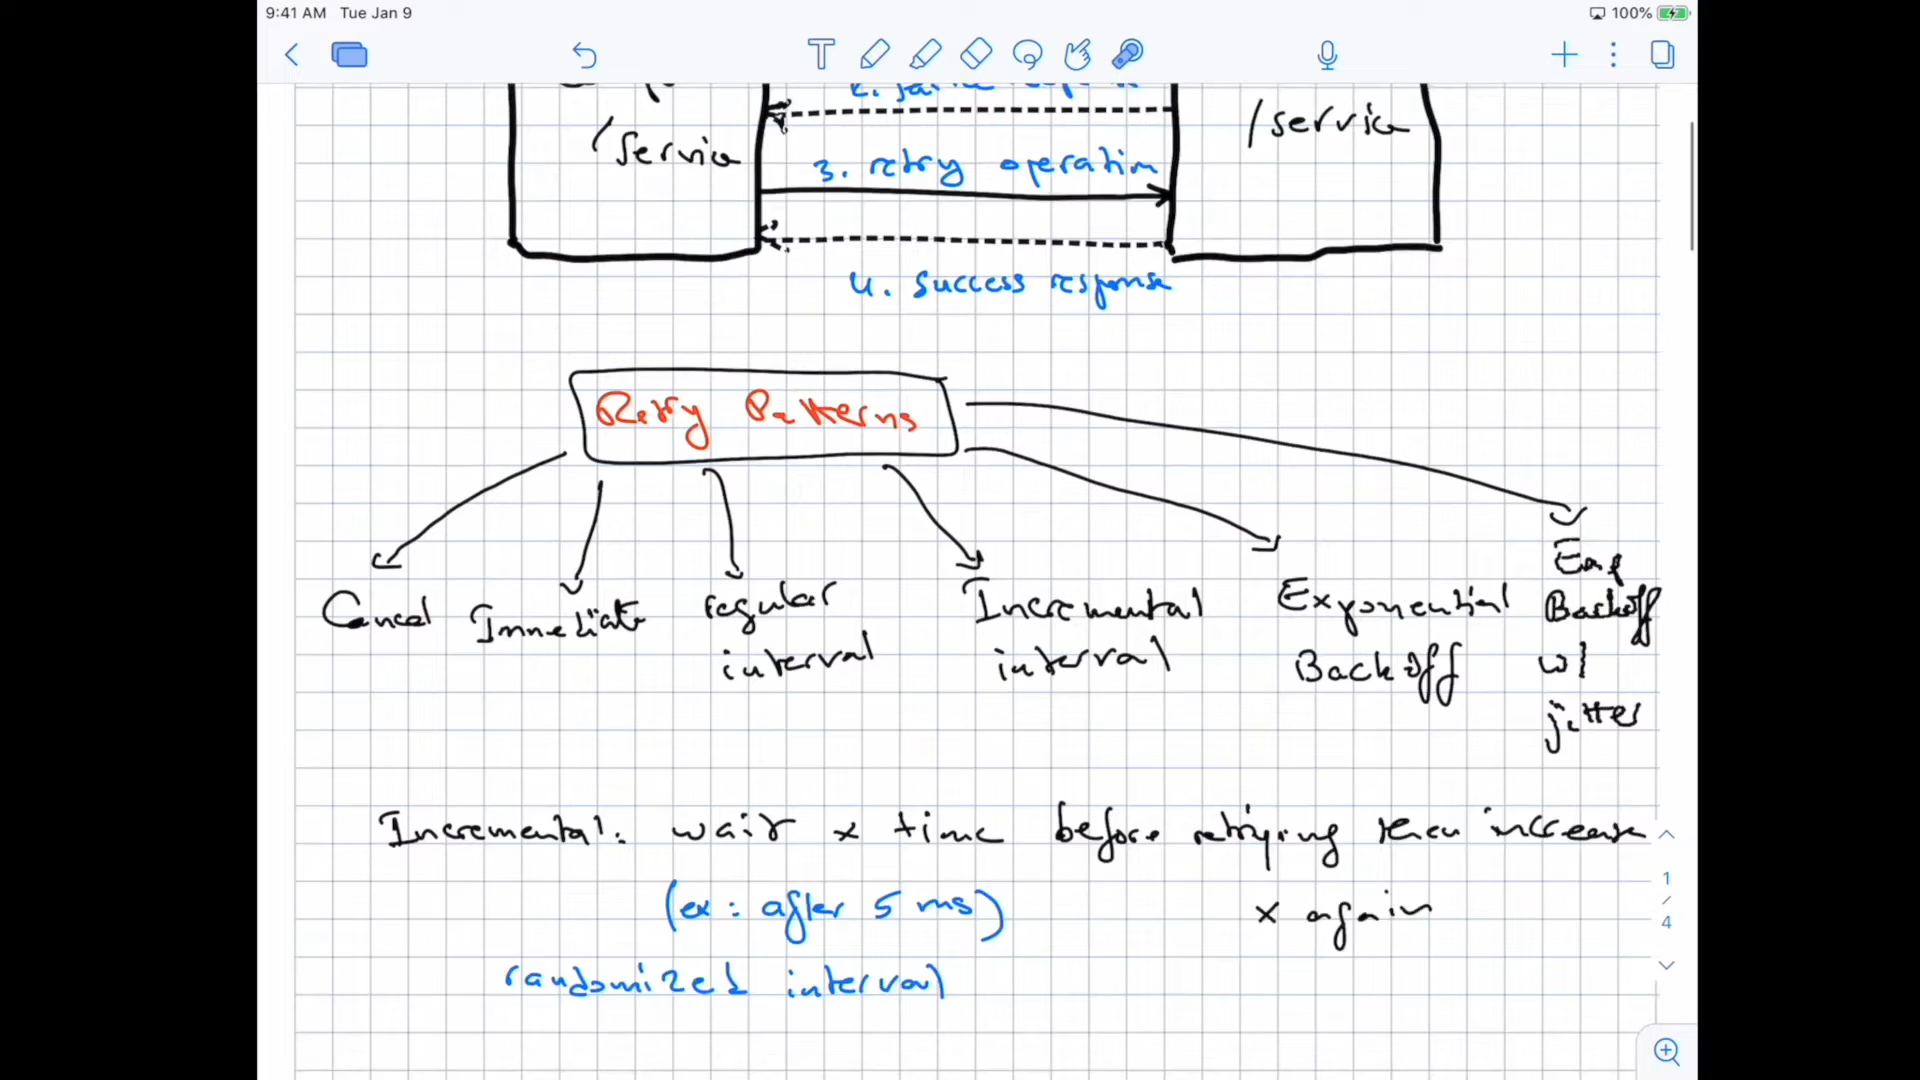 9:41 AM Tue Jan 9
100%
/service
/service
3. retry operation
4. success response
Retry Patterns
Cancel
Immediate
regular
interval
Incremental
interval
Exponential
Backoff
Exp
Backoff
w/
jitter
Incremental: wait x time before retrying then increase
(ex: after 5 ms)
x again
randomized interval
1
/
4